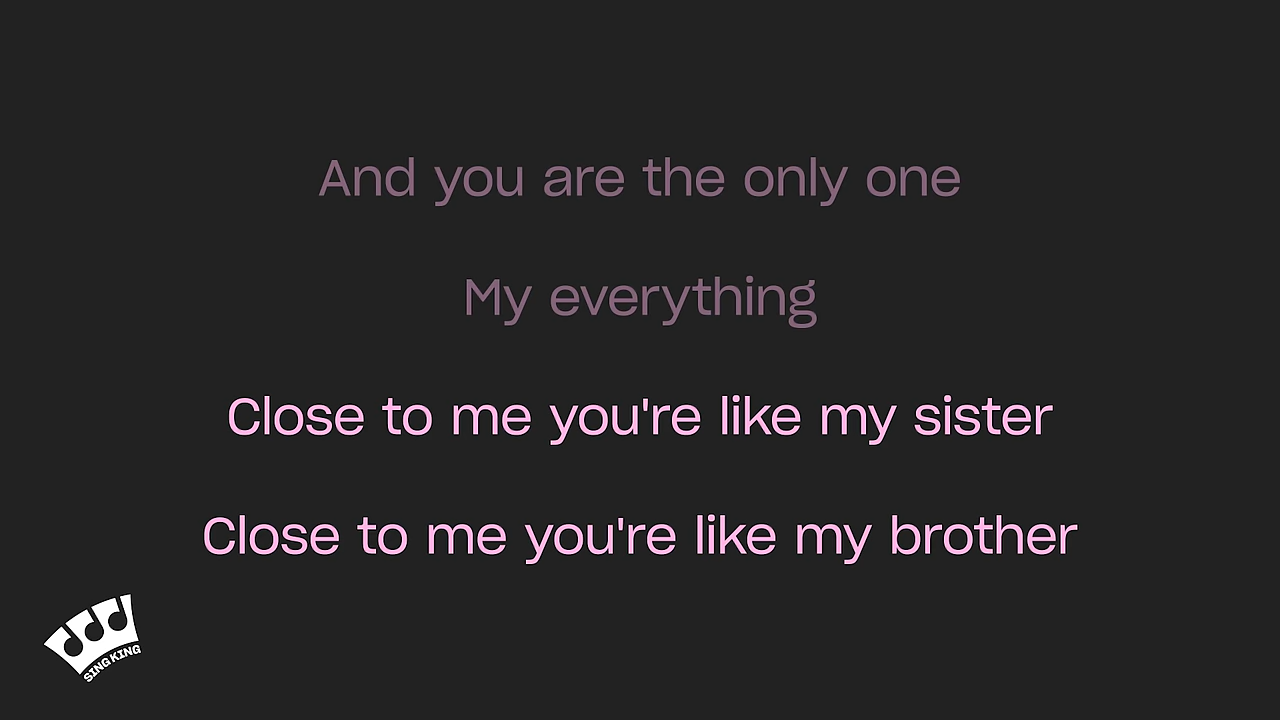 And you are the only one
My everything
Close to me you're like my sister
Close to me you're like my brother
SING KING